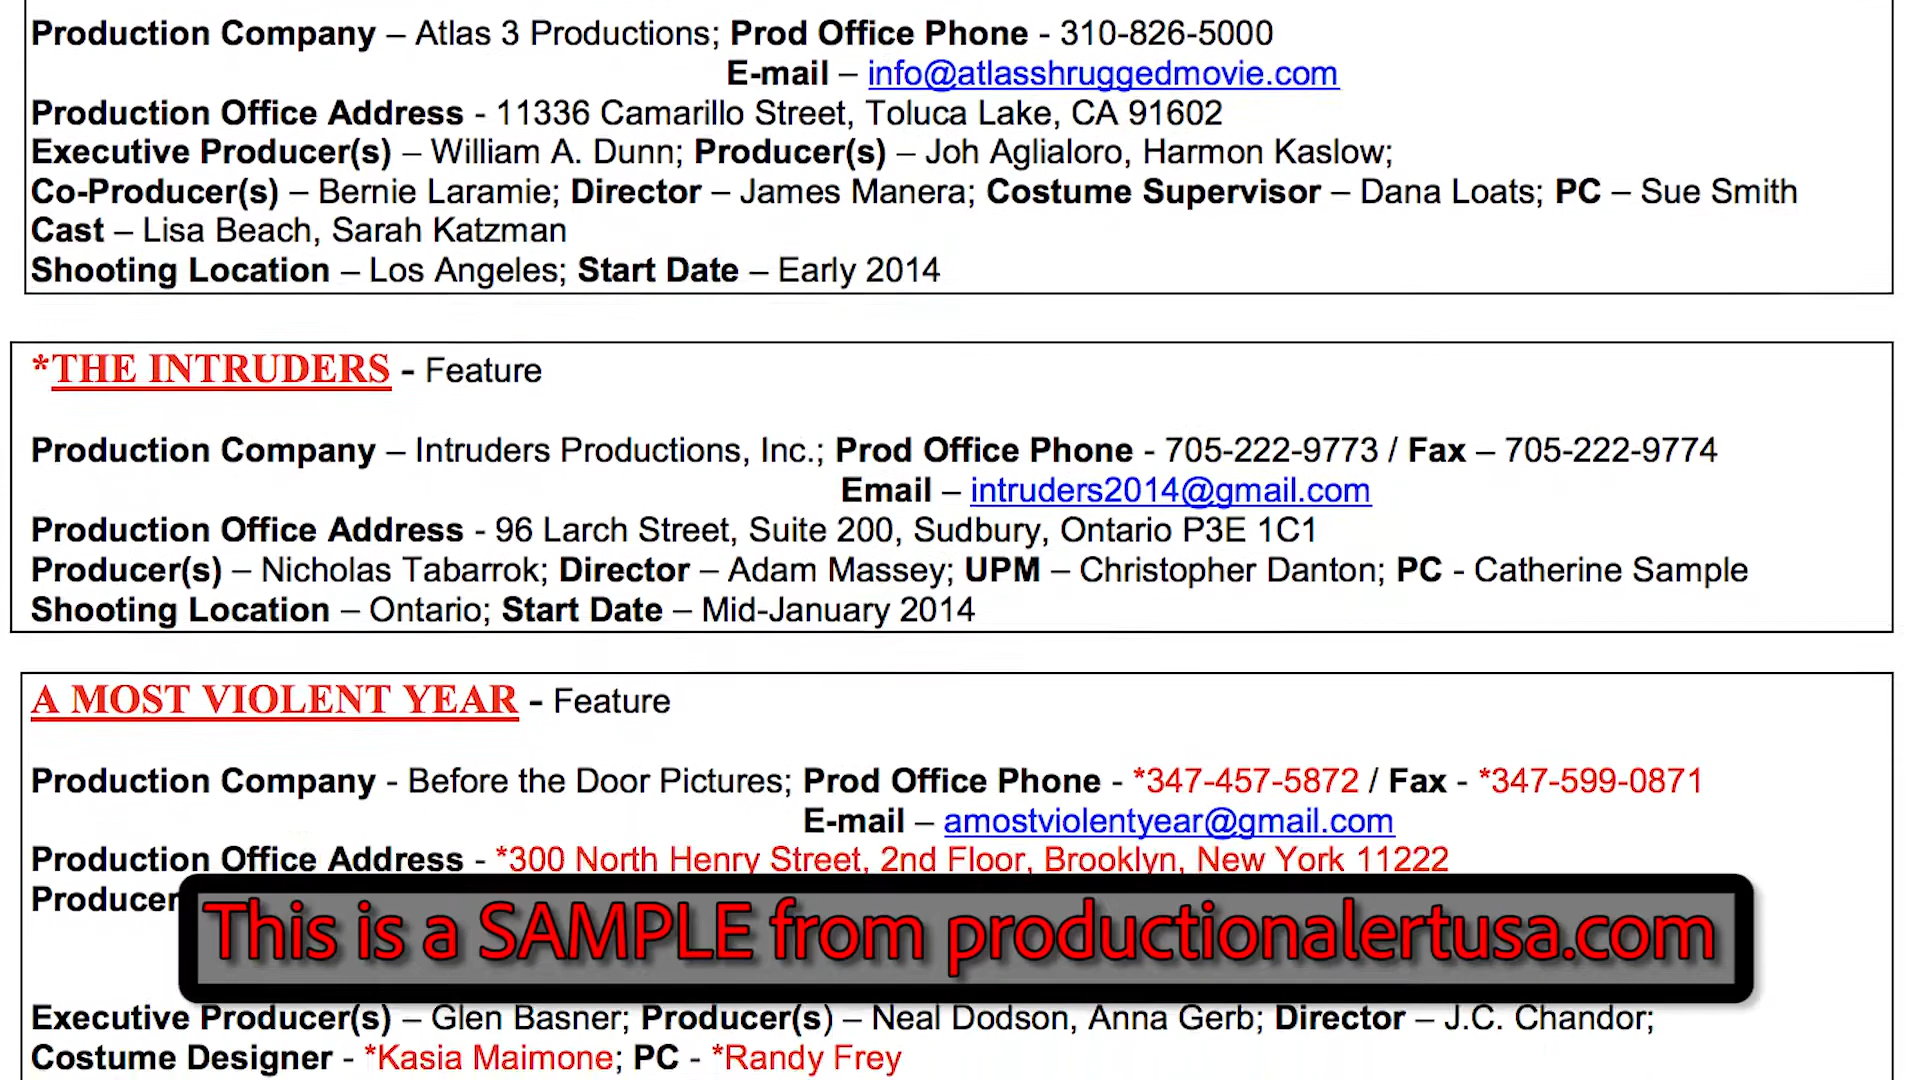 Production Company – Atlas 3 Productions; Prod Office Phone - 310-826-5000
E-mail – info@atlasshruggedmovie.com
Production Office Address - 11336 Camarillo Street, Toluca Lake, CA 91602
Executive Producer(s) – William A. Dunn; Producer(s) – Joh Aglialoro, Harmon Kaslow;
Co-Producer(s) – Bernie Laramie; Director – James Manera; Costume Supervisor – Dana Loats; PC – Sue Smith
Cast – Lisa Beach, Sarah Katzman
Shooting Location – Los Angeles; Start Date – Early 2014
*THE INTRUDERS - Feature
Production Company – Intruders Productions, Inc.; Prod Office Phone - 705-222-9773 / Fax – 705-222-9774
Email – intruders2014@gmail.com
Production Office Address - 96 Larch Street, Suite 200, Sudbury, Ontario P3E 1C1
Producer(s) – Nicholas Tabarrok; Director – Adam Massey; UPM – Christopher Danton; PC - Catherine Sample
Shooting Location – Ontario; Start Date – Mid-January 2014
A MOST VIOLENT YEAR - Feature
Production Company - Before the Door Pictures; Prod Office Phone - *347-457-5872 / Fax - *347-599-0871
E-mail – amostviolentyear@gmail.com
Production Office Address - *300 North Henry Street, 2nd Floor, Brooklyn, New York 11222
Producer
This is a SAMPLE from productionalertusa.com
Executive Producer(s) – Glen Basner; Producer(s) – Neal Dodson, Anna Gerb; Director – J.C. Chandor;
Costume Designer - *Kasia Maimone; PC - *Randy Frey